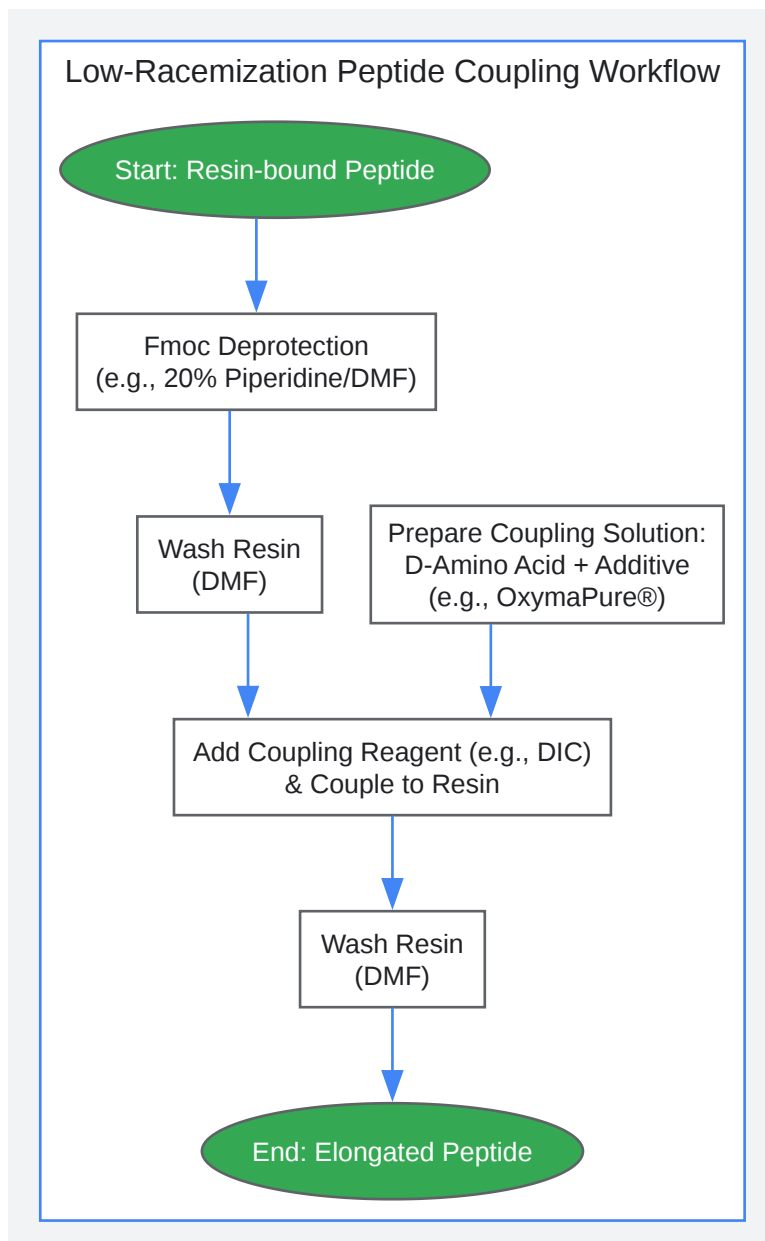 Low-Racemization Peptide Coupling Workflow
Start: Resin-bound Peptide
Fmoc Deprotection
(e.g., 20% Piperidine/DMF)
Wash Resin
(DMF)
Prepare Coupling Solution:
D-Amino Acid + Additive
(e.g., OxymaPure®)
Add Coupling Reagent (e.g., DIC)
& Couple to Resin
Wash Resin
(DMF)
End: Elongated Peptide